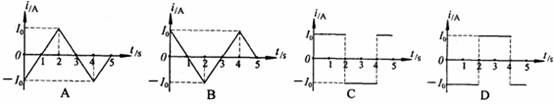 i/A i/A i/A i/A
I₀ I₀ I₀ I₀
0 1 2 3 4 5 t/s 0 1 2 3 4 5 t/s 0 1 2 3 4 5 t/s 0 1 2 3 4 5 t/s
−I₀ −I₀ −I₀ −I₀
A B C D